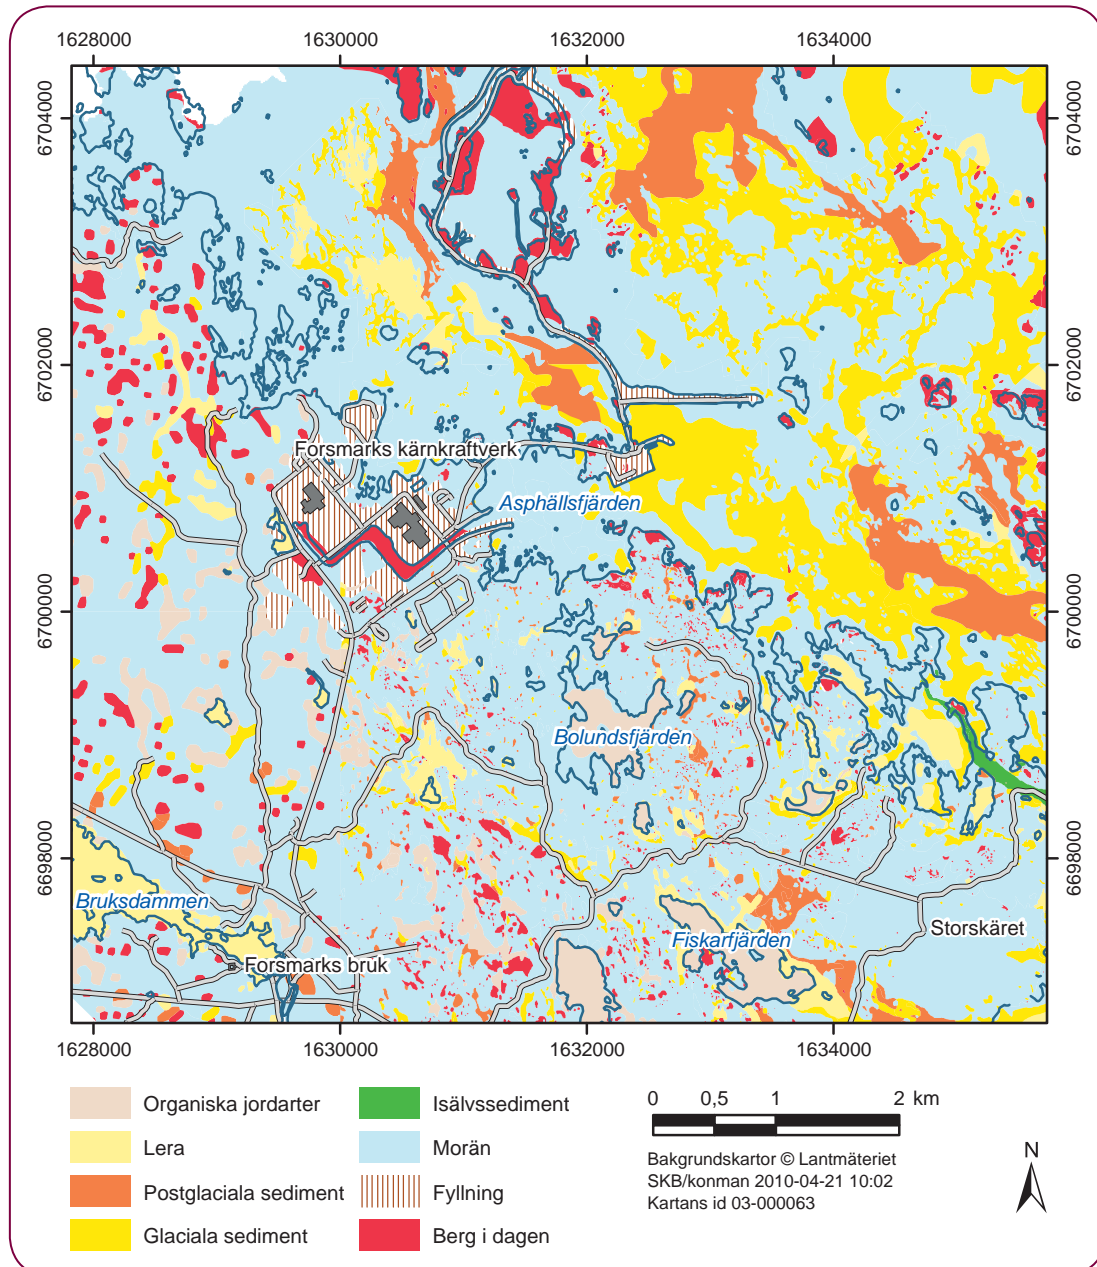 1628000 1630000 1632000 1634000
6704000 6704000
6702000 6702000
Forsmarks kärnkraftverk
Asphällsfjärden
6700000 6700000
Bolundsfjärden
6698000 6698000
Bruksdammen
Storskäret
Fiskarfjärden
Forsmarks bruk
1628000 1630000 1632000 1634000
Organiska jordarter
Lera
Postglaciala sediment
Glaciala sediment
Isälvssediment
Morän
Fyllning
Berg i dagen
0 0,5 1 2 km
Bakgrundskartor © Lantmäteriet
SKB/konman 2010-04-21 10:02
Kartans id 03-000063
N